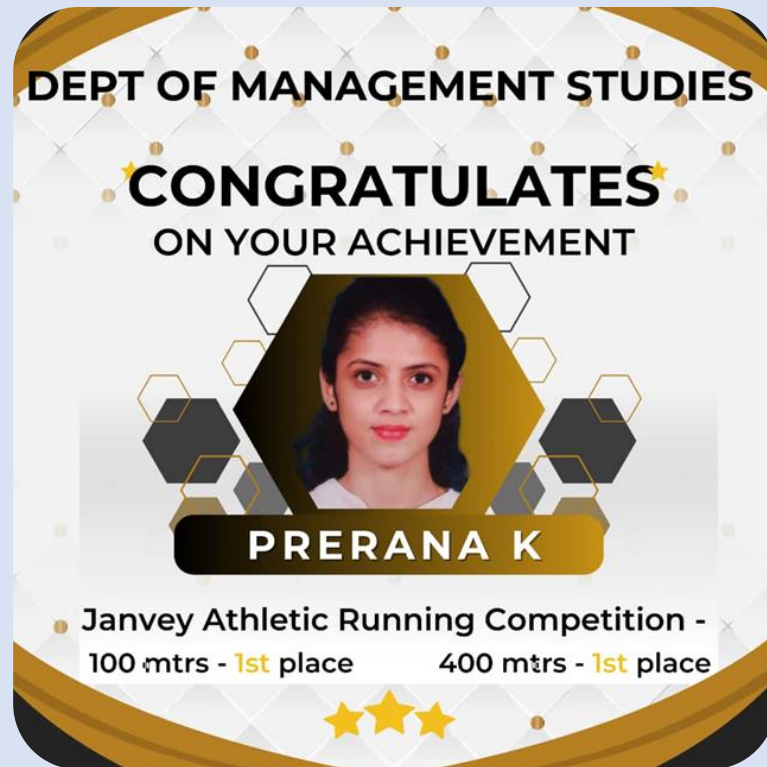 DEPT OF MANAGEMENT STUDIES
CONGRATULATES
ON YOUR ACHIEVEMENT
PRERANA K
Janvey Athletic Running Competition -
100 mtrs - 1st place 400 mtrs - 1st place